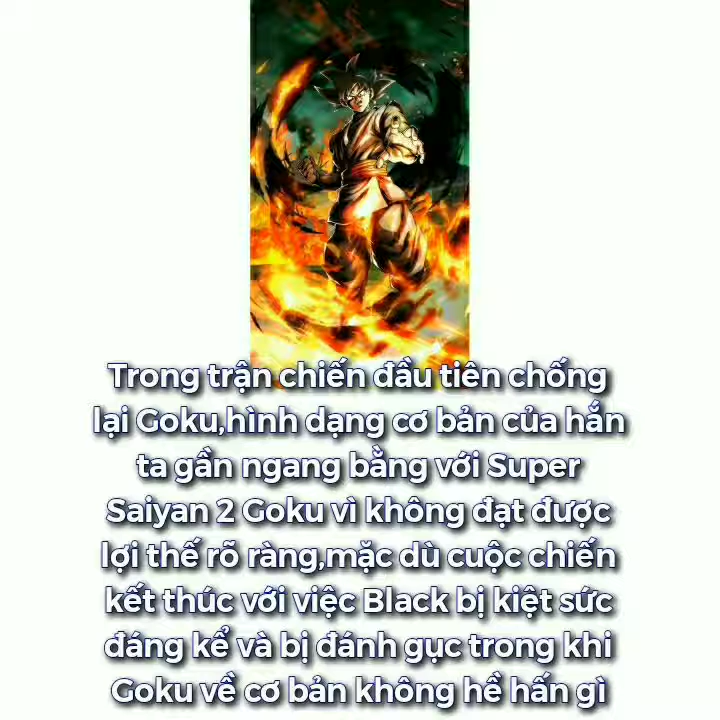 Trong trận chiến đầu tiên chống
lại Goku,hình dạng cơ bản của hắn
ta gần ngang bằng với Super
Saiyan 2 Goku vì không đạt được
lợi thế rõ ràng,mặc dù cuộc chiến
kết thúc với việc Black bị kiệt sức
đáng kể và bị đánh gục trong khi
Goku về cơ bản không hề hấn gì